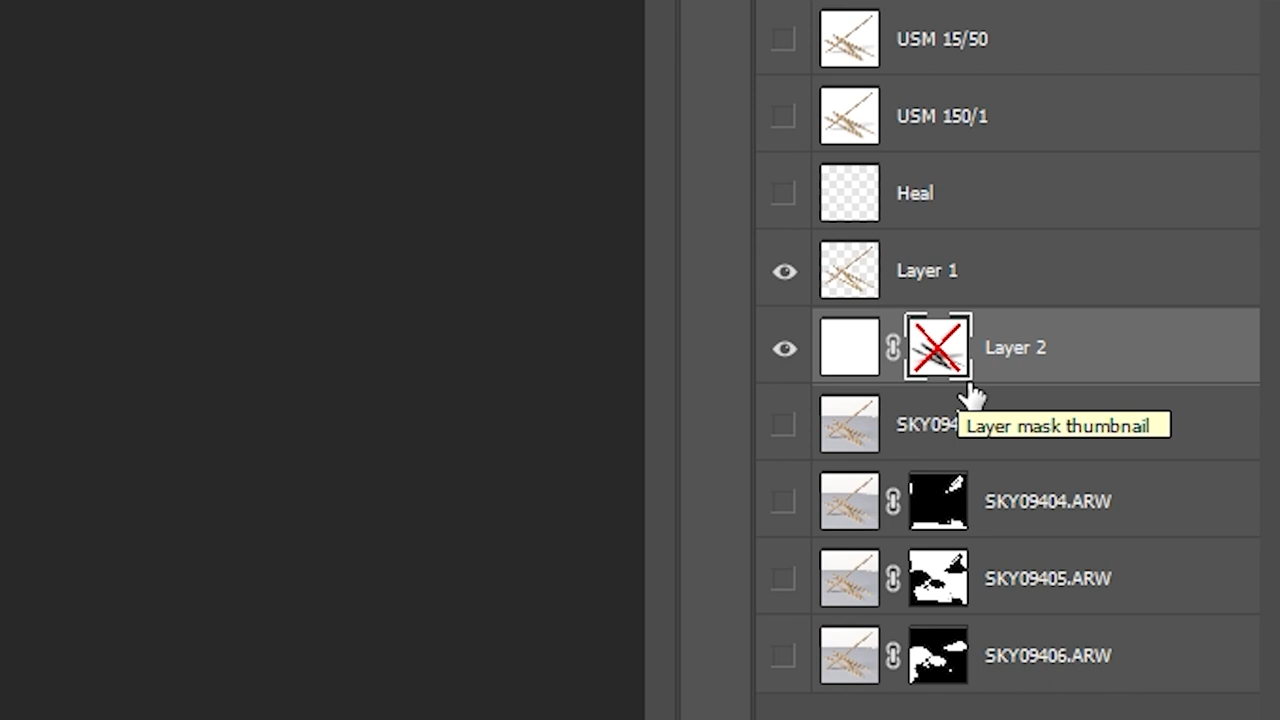 USM 15/50
USM 150/1
Heal
Layer 1
Layer 2
SKY094
Layer mask thumbnail
SKY09404.ARW
SKY09405.ARW
SKY09406.ARW